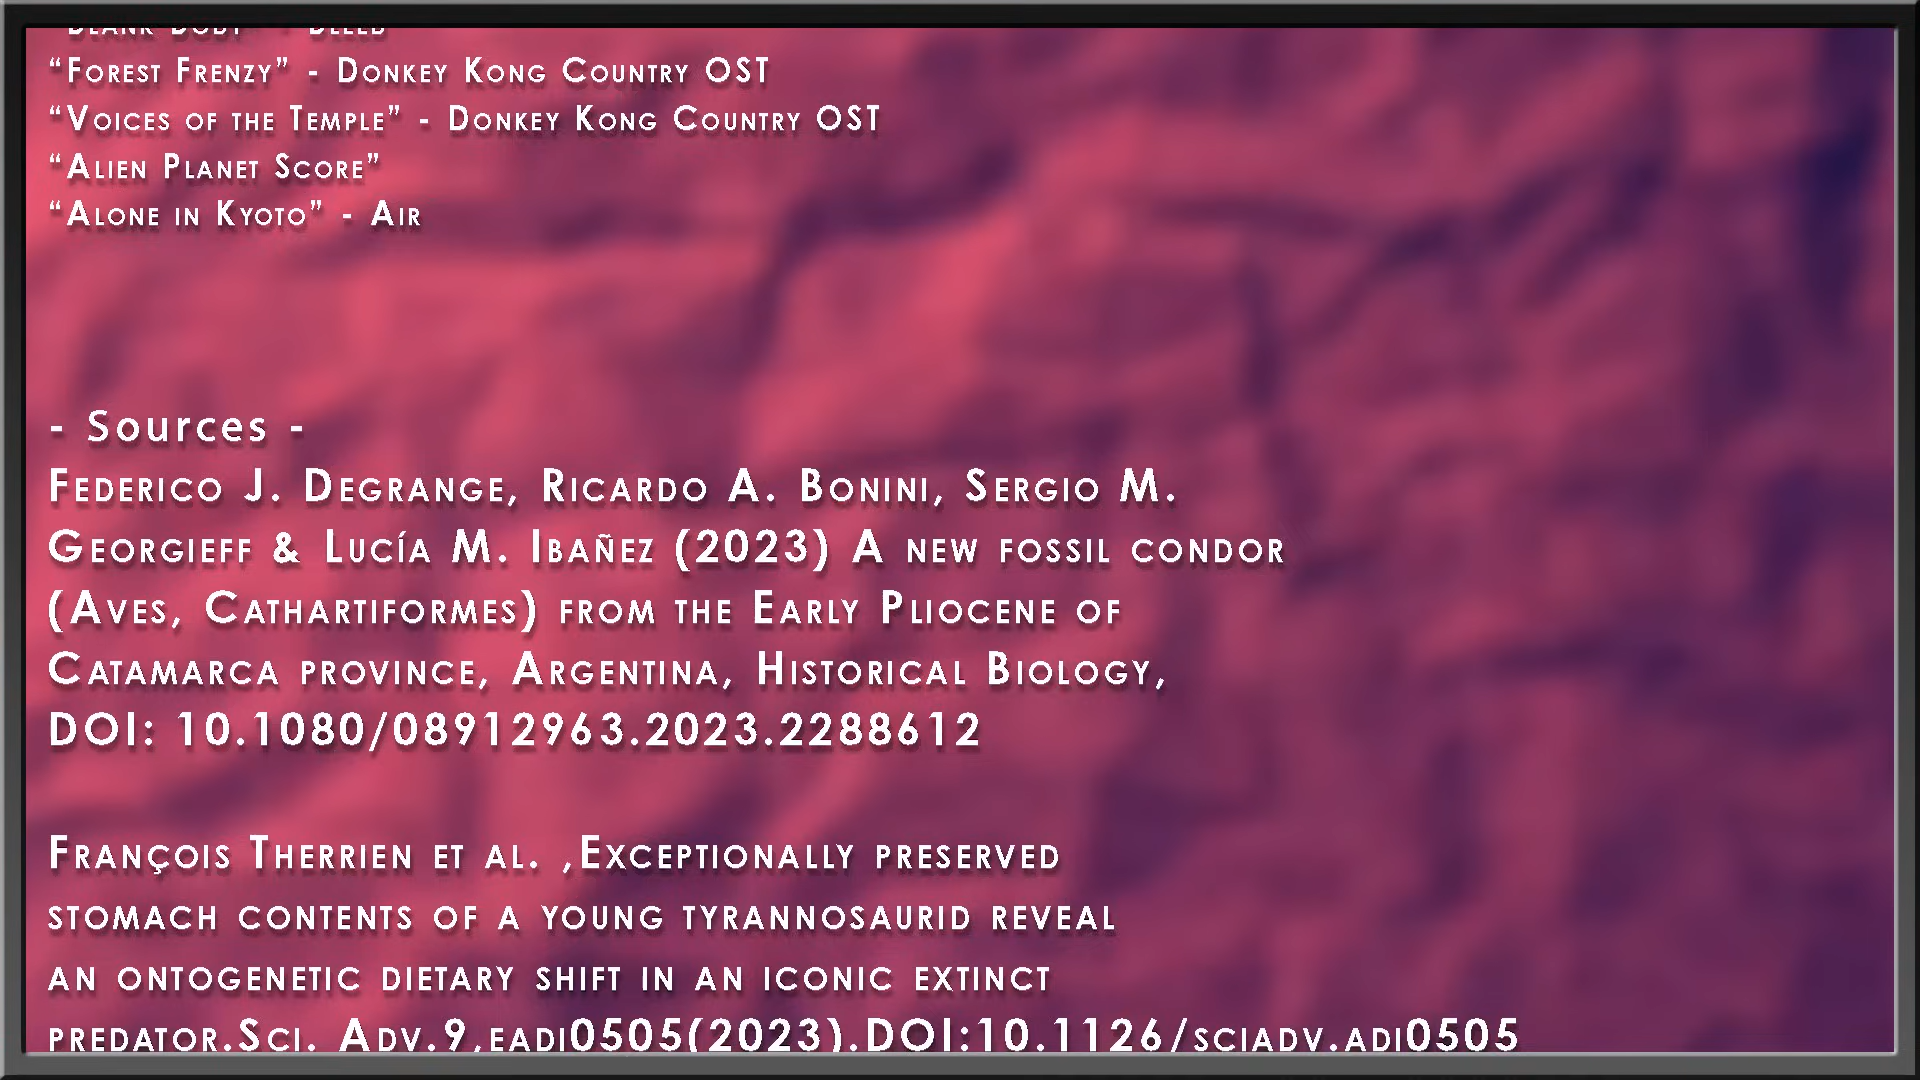 “Forest Frenzy” - Donkey Kong Country OST
“Voices of the Temple” - Donkey Kong Country OST
“Alien Planet Score”
“Alone in Kyoto” - Air
- Sources -
Federico J. Degrange, Ricardo A. Bonini, Sergio M.
Georgieff & Lucía M. Ibañez (2023) A new fossil condor
(Aves, Cathartiformes) from the Early Pliocene of
Catamarca province, Argentina, Historical Biology,
DOI: 10.1080/08912963.2023.2288612
François Therrien et al. ,Exceptionally preserved
stomach contents of a young tyrannosaurid reveal
an ontogenetic dietary shift in an iconic extinct
predator.Sci. Adv.9,eadi0505(2023).DOI:10.1126/sciadv.adi0505